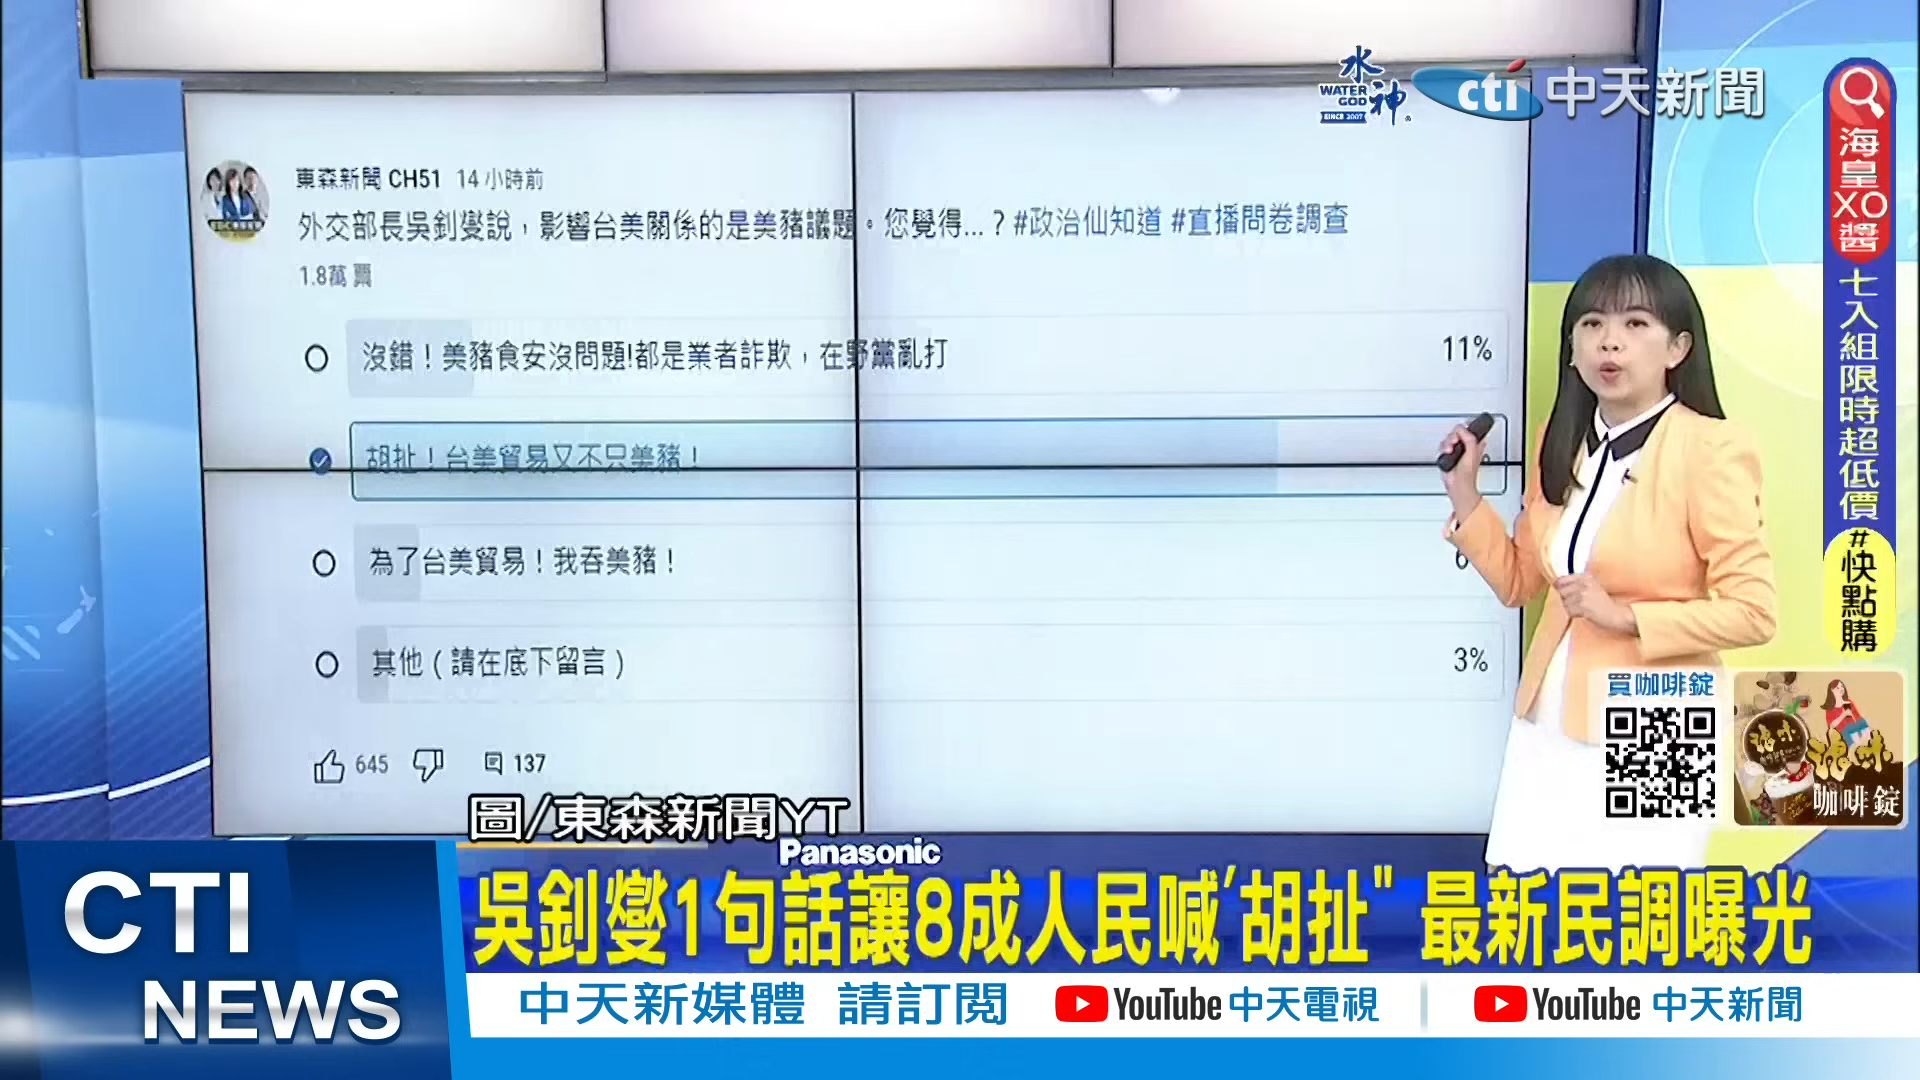 水神
WATER GOD
SINCE 2007
cti 中天新聞
海皇XO醬
七入組限時超低價
#快點購
東森新聞 CH51 14 小時前
外交部長吳釗燮說，影響台美關係的是美豬議題。您覺得...？#政治仙知道 #直播問卷調查
1.8萬 票
沒錯！美豬食安沒問題!都是業者詐欺，在野黨亂打
11%
胡扯！台美貿易又不只美豬！
為了台美貿易！我吞美豬！
6
其他（請在底下留言）
3%
645
137
買咖啡錠
咖啡錠
圖/東森新聞YT
Panasonic
吳釗燮1句話讓8成人民喊'胡扯" 最新民調曝光
CTI
NEWS
中天新媒體 請訂閱 YouTube 中天電視 | YouTube 中天新聞